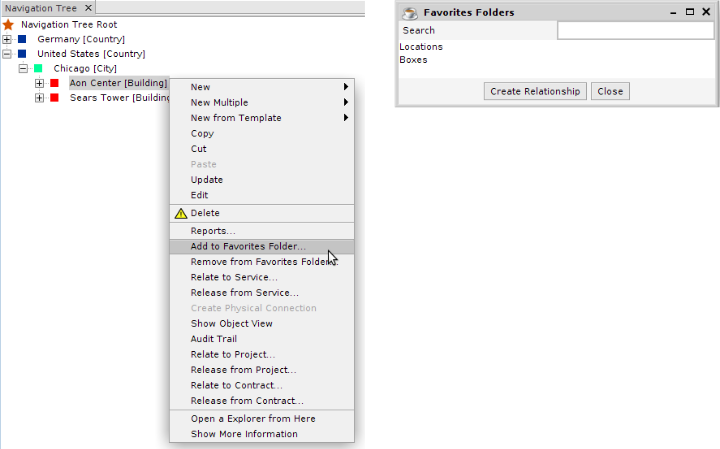 Navigation Tree X
Navigation Tree Root
Germany [Country]
United States [Country]
Chicago [City]
Aon Center [Building]
Sears Tower [Building
New
New Multiple
New from Template
Copy
Cut
Paste
Update
Edit
Delete
Reports...
Add to Favorites Folder...
Remove from Favorites Folder...
Relate to Service...
Release from Service...
Create Physical Connection
Show Object View
Audit Trail
Relate to Project...
Release from Project...
Relate to Contract...
Release from Contract...
Open a Explorer from Here
Show More Information
Favorites Folders
Search
Locations
Boxes
Create Relationship Close